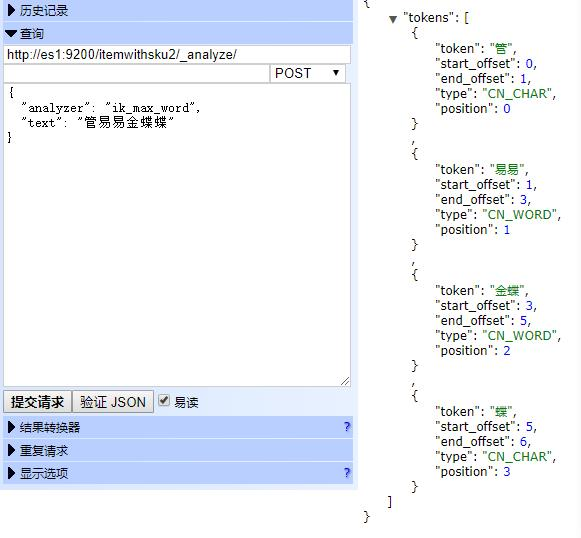 历史记录
查询
http://es1:9200/itemwithsku2/_analyze/
POST
{
"analyzer": "ik_max_word",
"text": "管易易金蝶蝶"
}
提交请求 验证 JSON 易读
结果转换器 ?
重复请求
显示选项 ?
{
"tokens": [
{
"token": "管",
"start_offset": 0,
"end_offset": 1,
"type": "CN_CHAR",
"position": 0
}
,
{
"token": "易易",
"start_offset": 1,
"end_offset": 3,
"type": "CN_WORD",
"position": 1
}
,
{
"token": "金蝶",
"start_offset": 3,
"end_offset": 5,
"type": "CN_WORD",
"position": 2
}
,
{
"token": "蝶",
"start_offset": 5,
"end_offset": 6,
"type": "CN_CHAR",
"position": 3
}
]
}